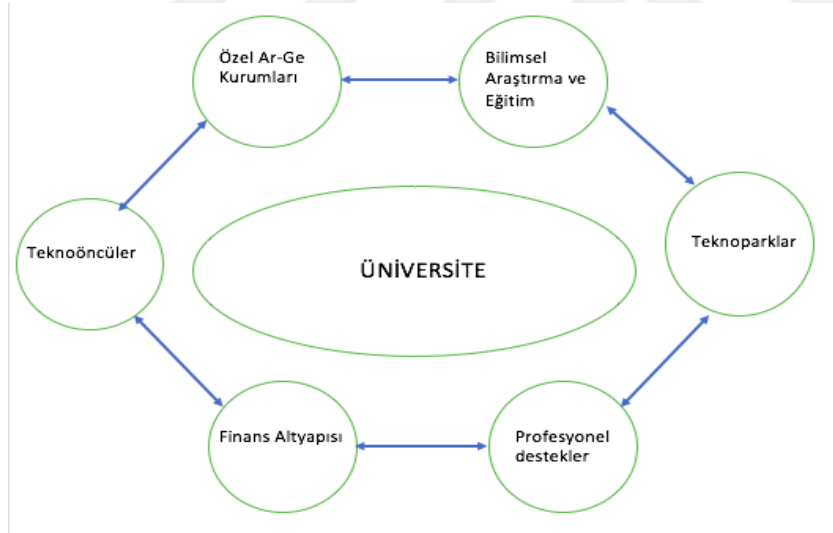 Özel Ar-Ge
Kurumları
Bilimsel
Araştırma ve
Eğitim
Teknoöncüler
Teknoparklar
ÜNİVERSİTE
Finans Altyapısı
Profesyonel
destekler